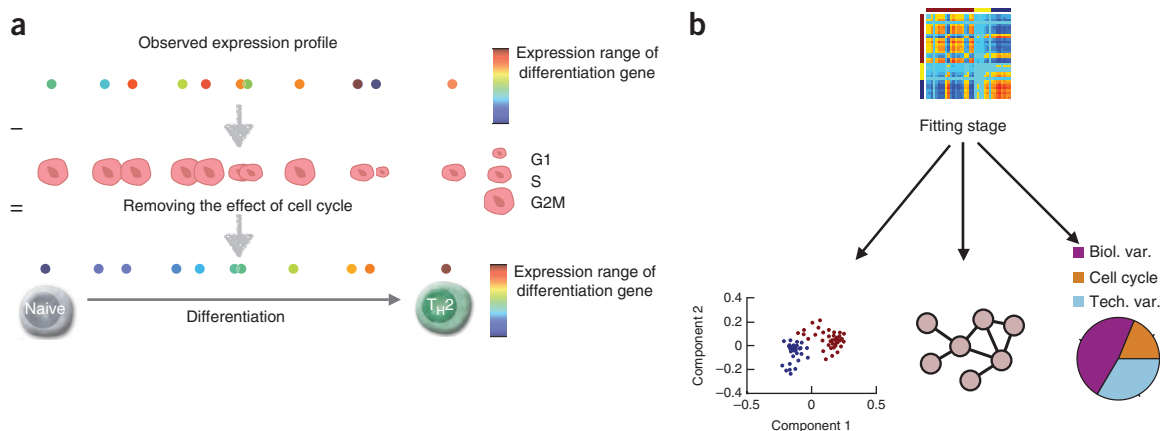 a
Observed expression profile
Expression range of
differentiation gene
−
G1
S
G2M
=
Removing the effect of cell cycle
Expression range of
differentiation gene
Naive
TH2
Differentiation
b
Fitting stage
Biol. var.
Cell cycle
Tech. var.
Component 2
0.4
0.2
0
−0.2
−0.4
−0.5
0
0.5
Component 1